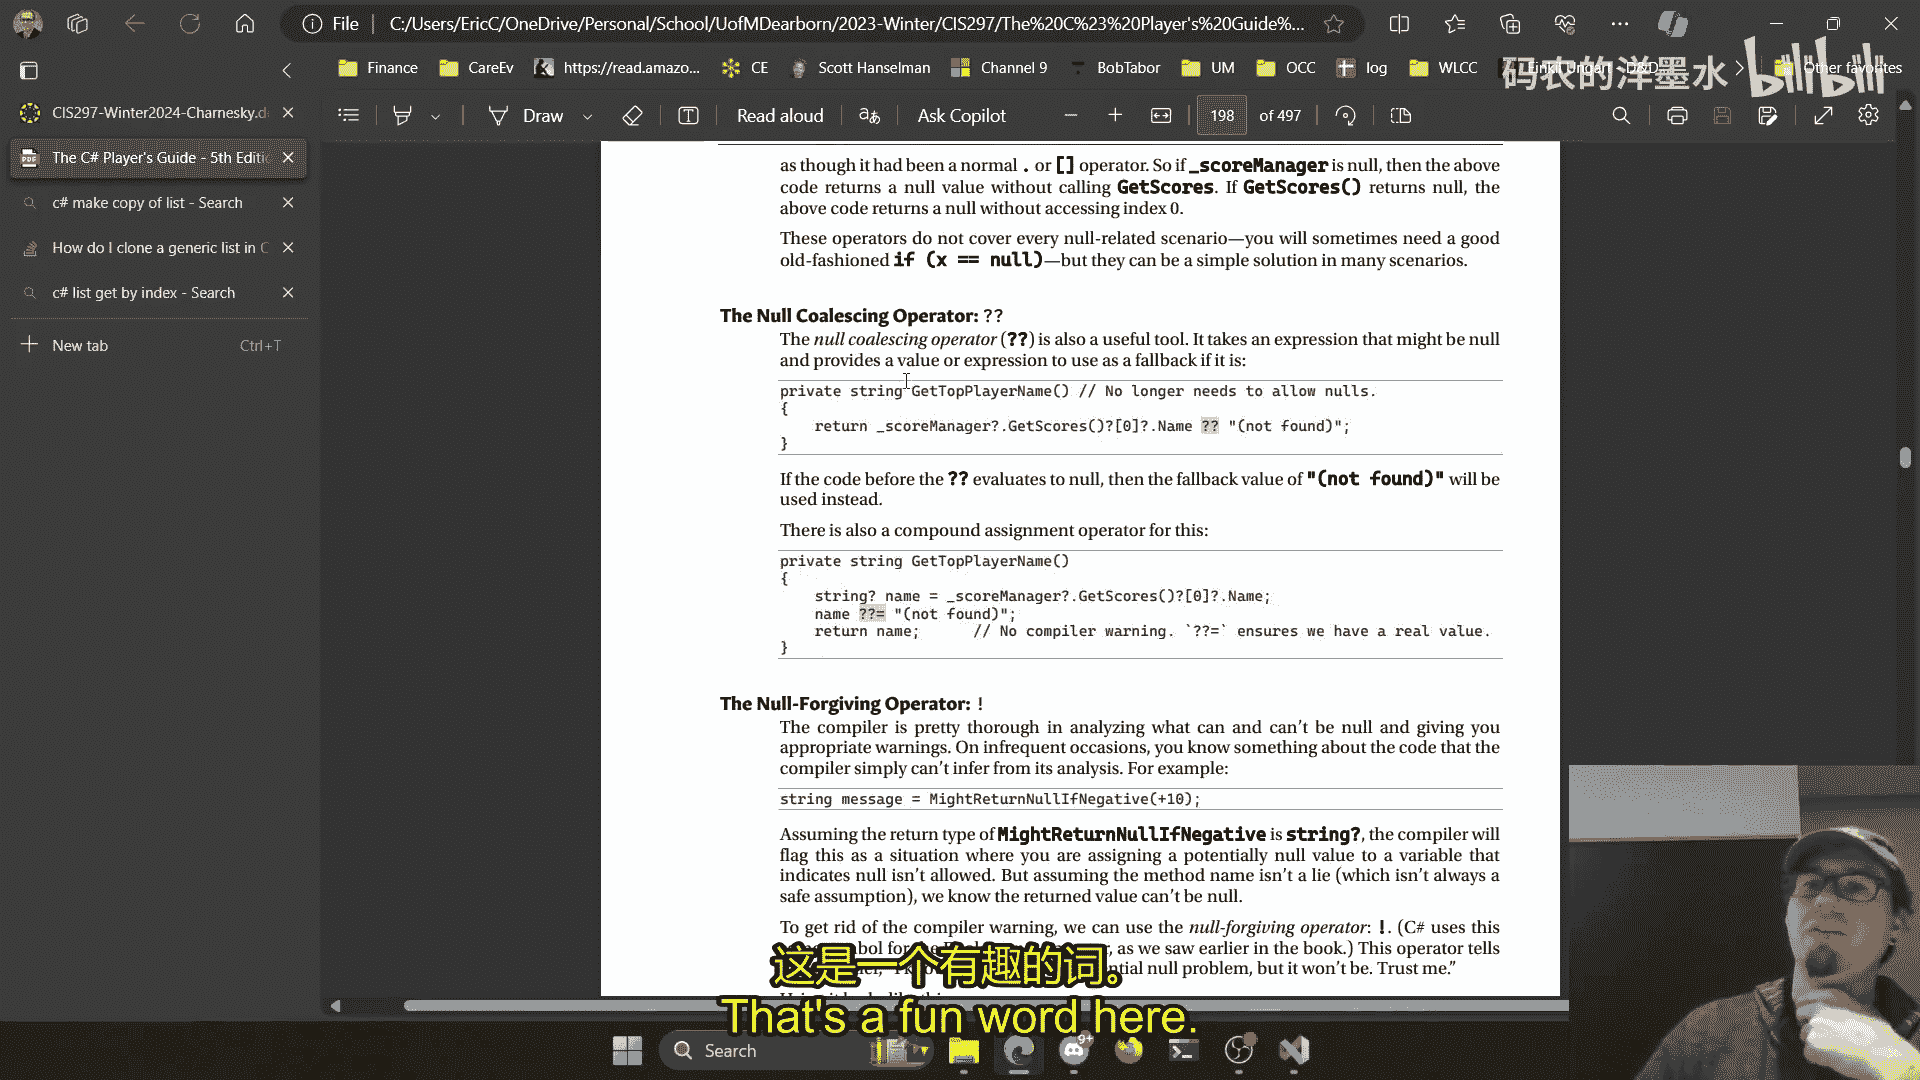 File
C:/Users/EricC/OneDrive/Personal/School/UofMDearborn/2023-Winter/CIS297/The%20C%23%20Player's%20Guide%...
Finance
CareEv
https://read.amazo...
CE
Scott Hanselman
Channel 9
BobTabor
UM
OCC
log
WLCC
Other favorites
码农的洋墨水
bilibili
CIS297-Winter2024-Charnesky.d
The C# Player's Guide - 5th Editi
c# make copy of list - Search
How do I clone a generic list in C
c# list get by index - Search
New tab
Ctrl+T
Draw
Read aloud
Ask Copilot
198
of 497
as though it had been a normal . or [] operator. So if _scoreManager is null, then the above
code returns a null value without calling GetScores. If GetScores() returns null, the
above code returns a null without accessing index 0.
These operators do not cover every null-related scenario—you will sometimes need a good
old-fashioned if (x == null)—but they can be a simple solution in many scenarios.
The Null Coalescing Operator: ??
The null coalescing operator (??) is also a useful tool. It takes an expression that might be null
and provides a value or expression to use as a fallback if it is:
private string GetTopPlayerName() // No longer needs to allow nulls.
{
return _scoreManager?.GetScores()?[0]?.Name ?? "(not found)";
}
If the code before the ?? evaluates to null, then the fallback value of "(not found)" will be
used instead.
There is also a compound assignment operator for this:
private string GetTopPlayerName()
{
string? name = _scoreManager?.GetScores()?[0]?.Name;
name ??= "(not found)";
return name; // No compiler warning. `??=` ensures we have a real value.
}
The Null-Forgiving Operator: !
The compiler is pretty thorough in analyzing what can and can't be null and giving you
appropriate warnings. On infrequent occasions, you know something about the code that the
compiler simply can't infer from its analysis. For example:
string message = MightReturnNullIfNegative(+10);
Assuming the return type of MightReturnNullIfNegative is string?, the compiler will
flag this as a situation where you are assigning a potentially null value to a variable that
indicates null isn't allowed. But assuming the method name isn't a lie (which isn't always a
safe assumption), we know the returned value can't be null.
To get rid of the compiler warning, we can use the null-forgiving operator: !. (C# uses this
, as we saw earlier in the book.) This operator tells
null problem, but it won't be. Trust me."
这是一个有趣的词。
That's a fun word here.
Search
9+